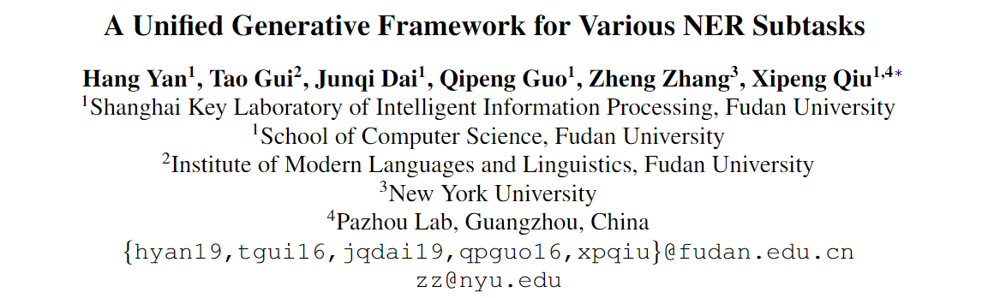 A Unified Generative Framework for Various NER Subtasks
Hang Yan¹, Tao Gui², Junqi Dai¹, Qipeng Guo¹, Zheng Zhang³, Xipeng Qiu¹,⁴*
¹Shanghai Key Laboratory of Intelligent Information Processing, Fudan University
¹School of Computer Science, Fudan University
²Institute of Modern Languages and Linguistics, Fudan University
³New York University
⁴Pazhou Lab, Guangzhou, China
{hyan19,tgui16,jqdai19,qpguo16,xpqiu}@fudan.edu.cn
zz@nyu.edu